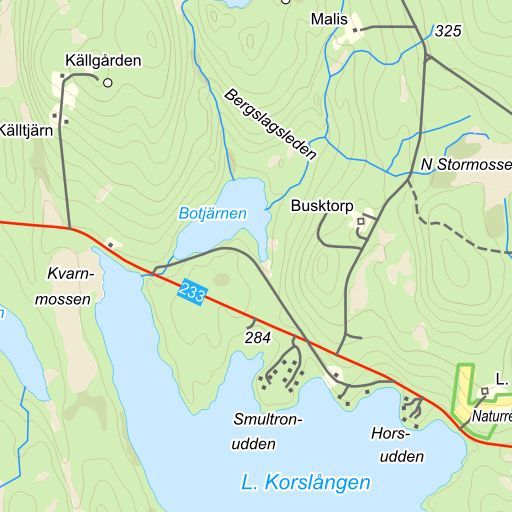 Malis
325
Källgården
Bergslagsleden
Källtjärn
N Stormosse
Botjärnen
Busktorp
Kvarn-
mossen
233
284
L.
Naturre
Smultron-
udden
Hors-
udden
L. Korslången